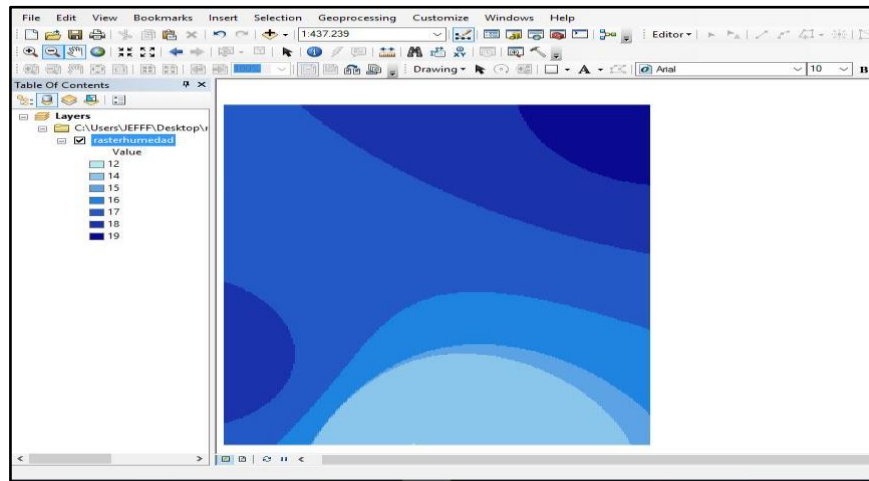 File Edit View Bookmarks Insert Selection Geoprocessing Customize Windows Help
1:437.239 Editor
Drawing A Arial 10 B
Table Of Contents
Layers
C:\Users\JEFFF\Desktop\r
rasterhumedad
Value
12
14
15
16
17
18
19